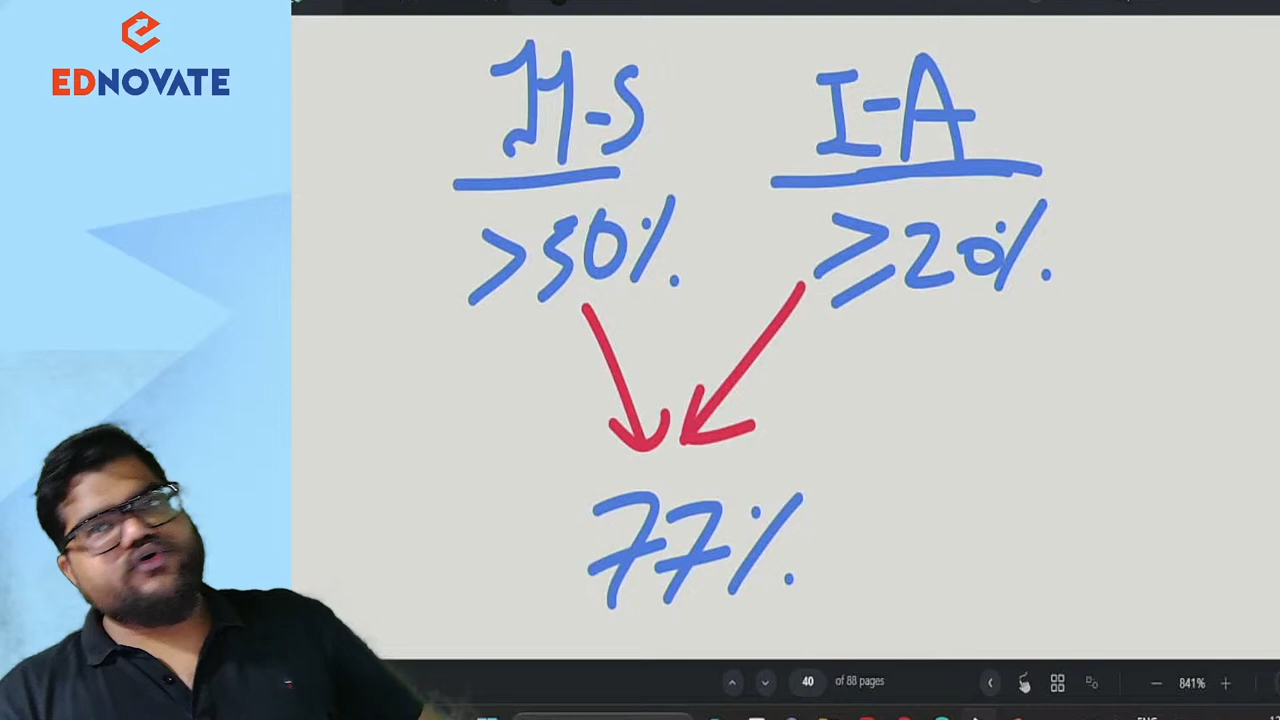 EDNOVATE
H-S I-A
>50% ≥20%
77%
40 of 88 pages 841%